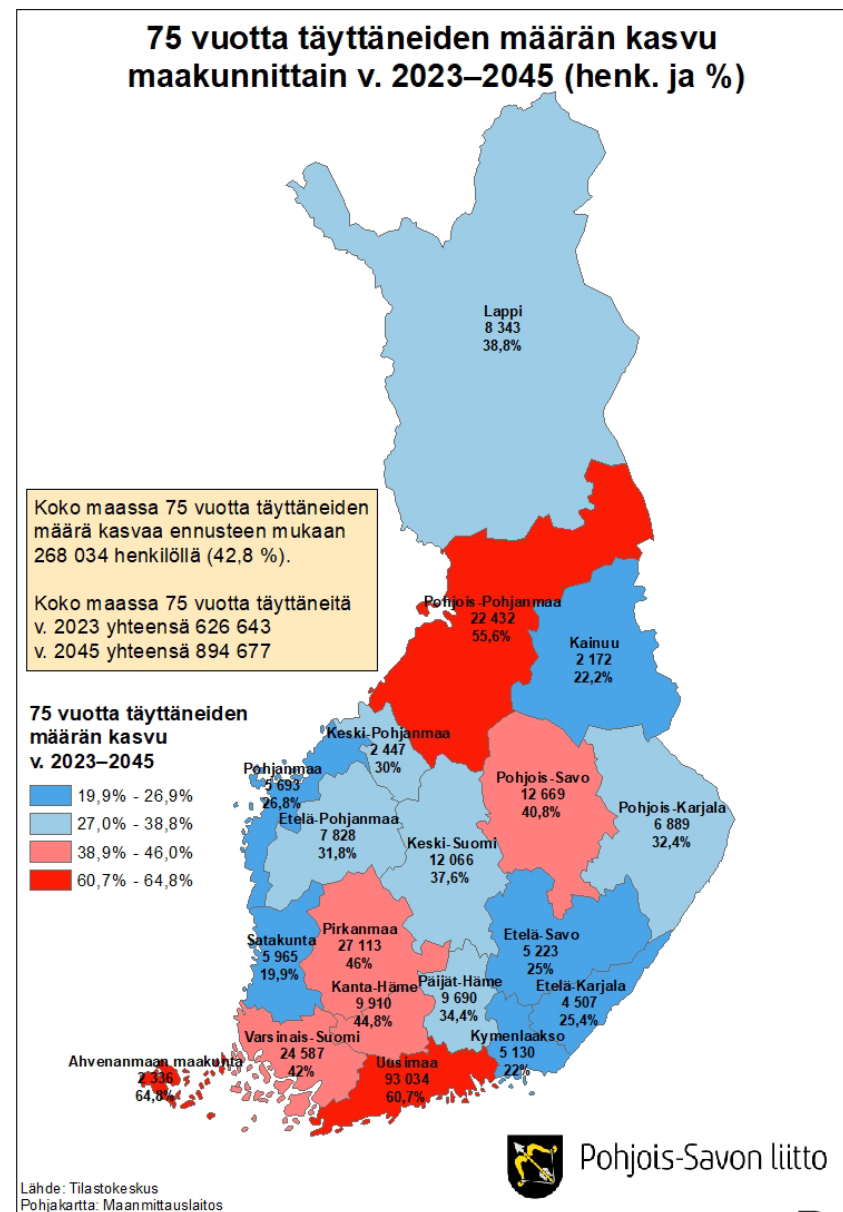 75 vuotta täyttäneiden määrän kasvu
maakunnittain v. 2023–2045 (henk. ja %)
Lappi
8 343
38,8%
Koko maassa 75 vuotta täyttäneiden
määrä kasvaa ennusteen mukaan
268 034 henkilöllä (42,8 %).
Koko maassa 75 vuotta täyttäneitä
v. 2023 yhteensä 626 643
v. 2045 yhteensä 894 677
Pohjois-Pohjanmaa
22 432
55,6%
Kainuu
2 172
22,2%
75 vuotta täyttäneiden
määrän kasvu
v. 2023–2045
19,9% - 26,9%
27,0% - 38,8%
38,9% - 46,0%
60,7% - 64,8%
Keski-Pohjanmaa
2 447
30%
Pohjanmaa
5 693
26,8%
Pohjois-Savo
12 669
40,8%
Pohjois-Karjala
6 889
32,4%
Etelä-Pohjanmaa
7 828
31,8%
Keski-Suomi
12 066
37,6%
Satakunta
5 965
19,9%
Pirkanmaa
27 113
46%
Etelä-Savo
5 223
25%
Kanta-Häme
9 910
44,8%
Päijät-Häme
9 690
34,4%
Etelä-Karjala
4 507
25,4%
Varsinais-Suomi
24 587
42%
Kymenlaakso
5 130
22%
Ahvenanmaan maakunta
2 336
64,8%
Uusimaa
93 034
60,7%
Pohjois-Savon liitto
Lähde: Tilastokeskus
Pohjakartta: Maanmittauslaitos